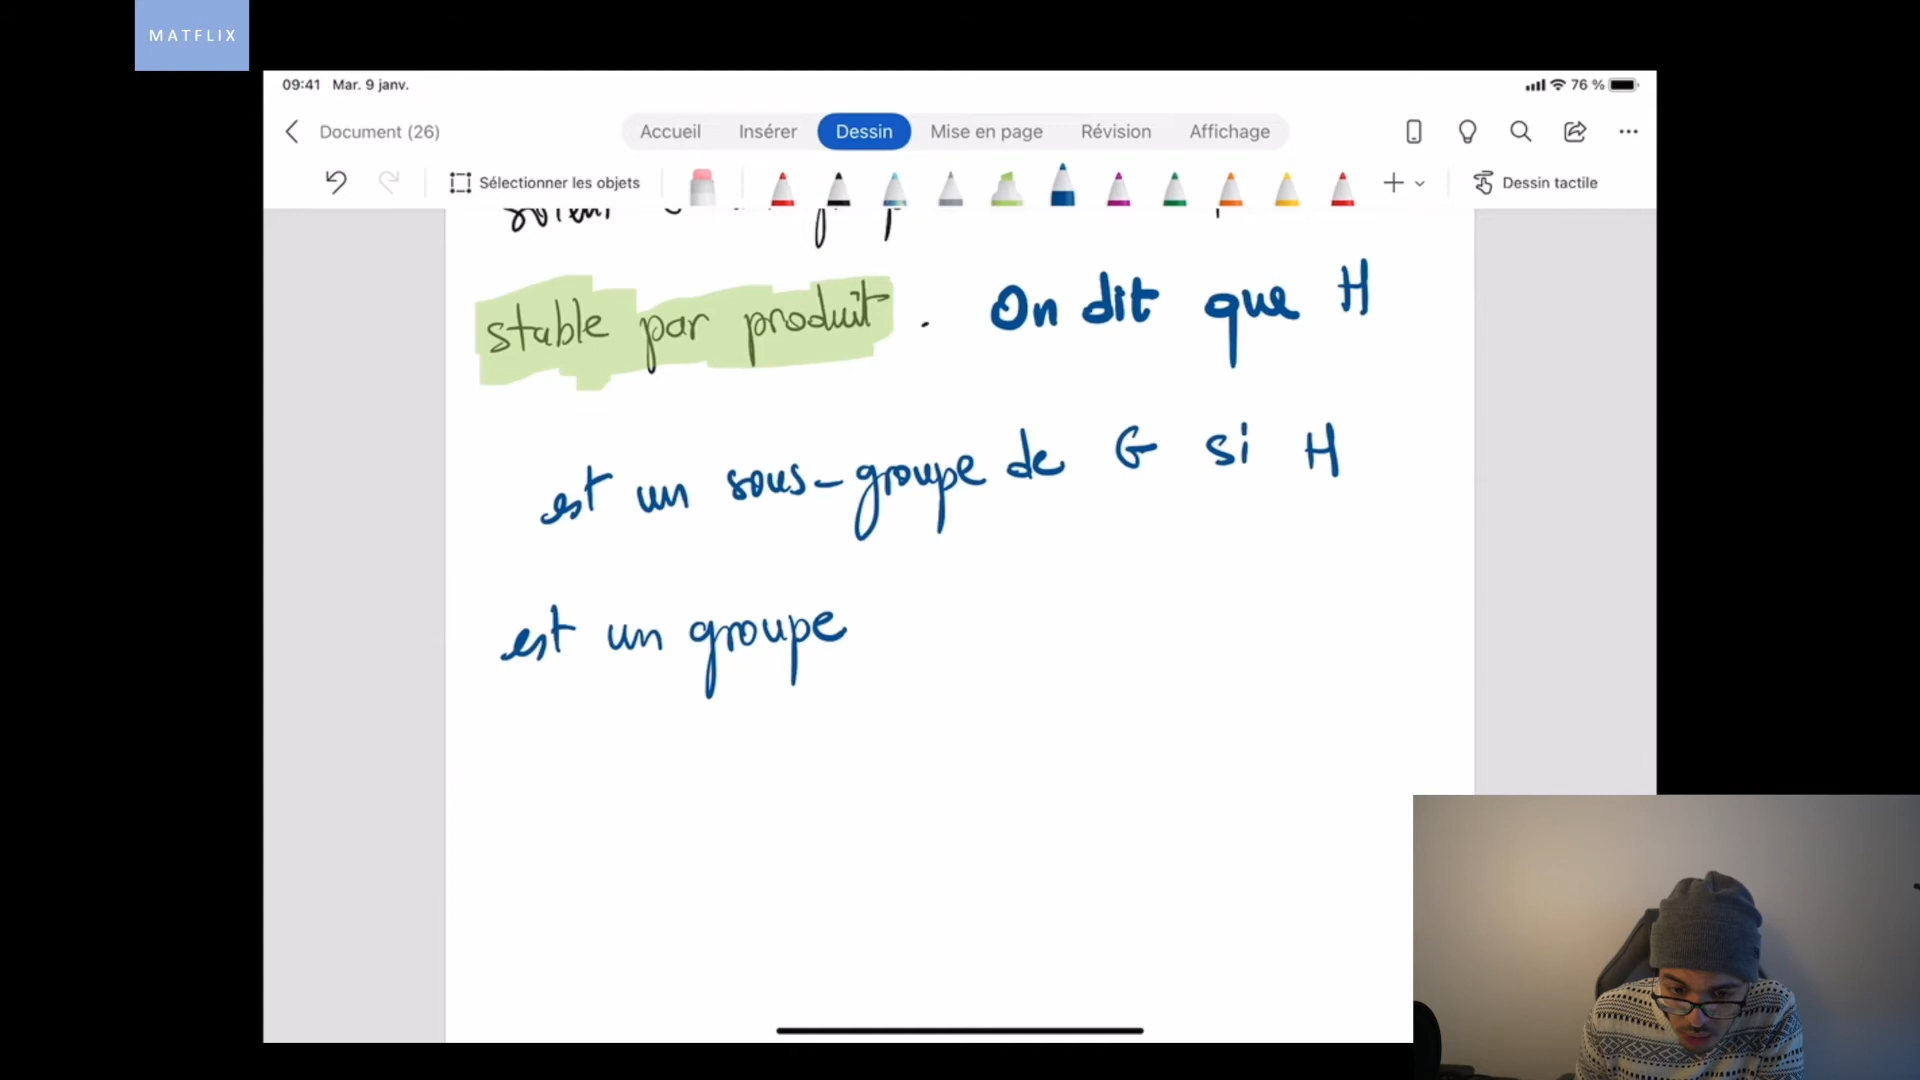 MATFLIX
09:41 Mar. 9 janv.
76 %
Document (26)
Accueil Insérer Dessin Mise en page Révision Affichage
Sélectionner les objets
Dessin tactile
stable par produit . On dit que H
est un sous-groupe de G si H
est un groupe